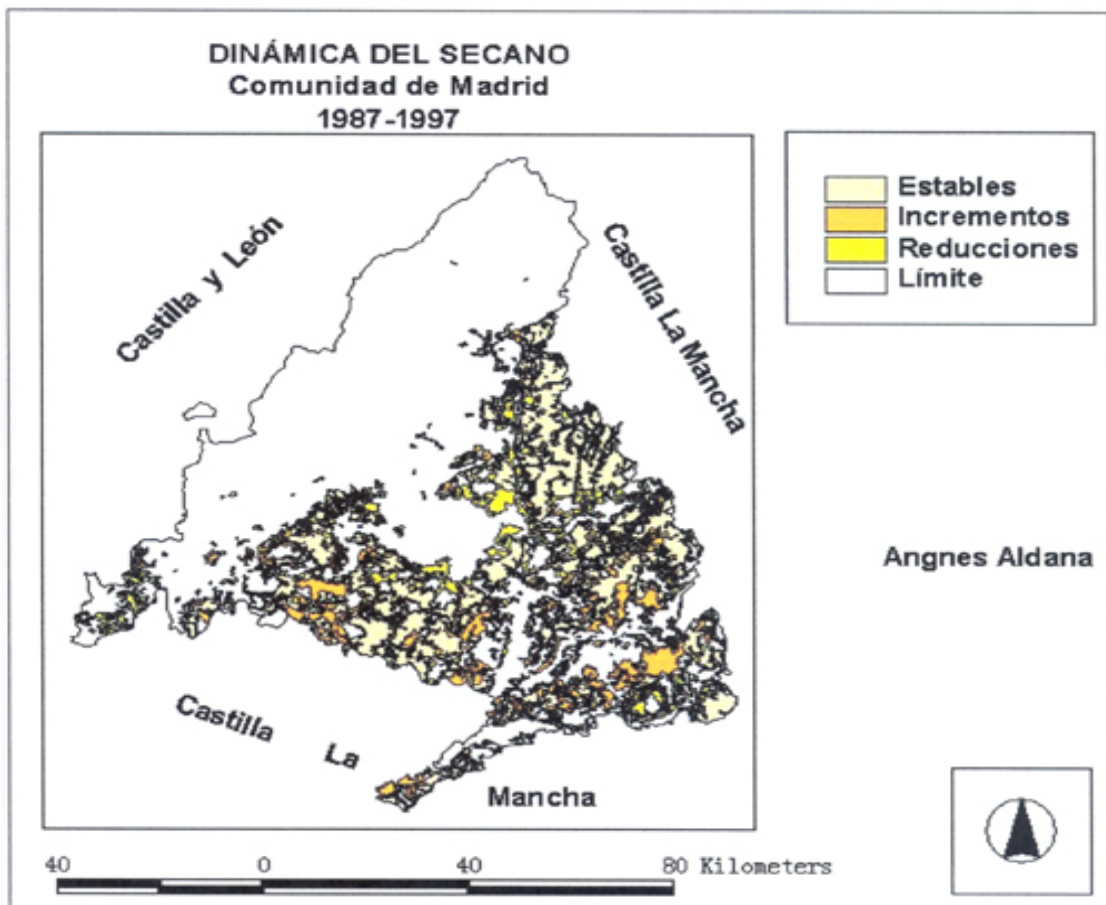 DINÁMICA DEL SECANO
Comunidad de Madrid
1987-1997
Estables
Incrementos
Reducciones
Límite
Castilla y León
Castilla La Mancha
Angnes Aldana
Castilla La Mancha
40 0 40 80 Kilometers